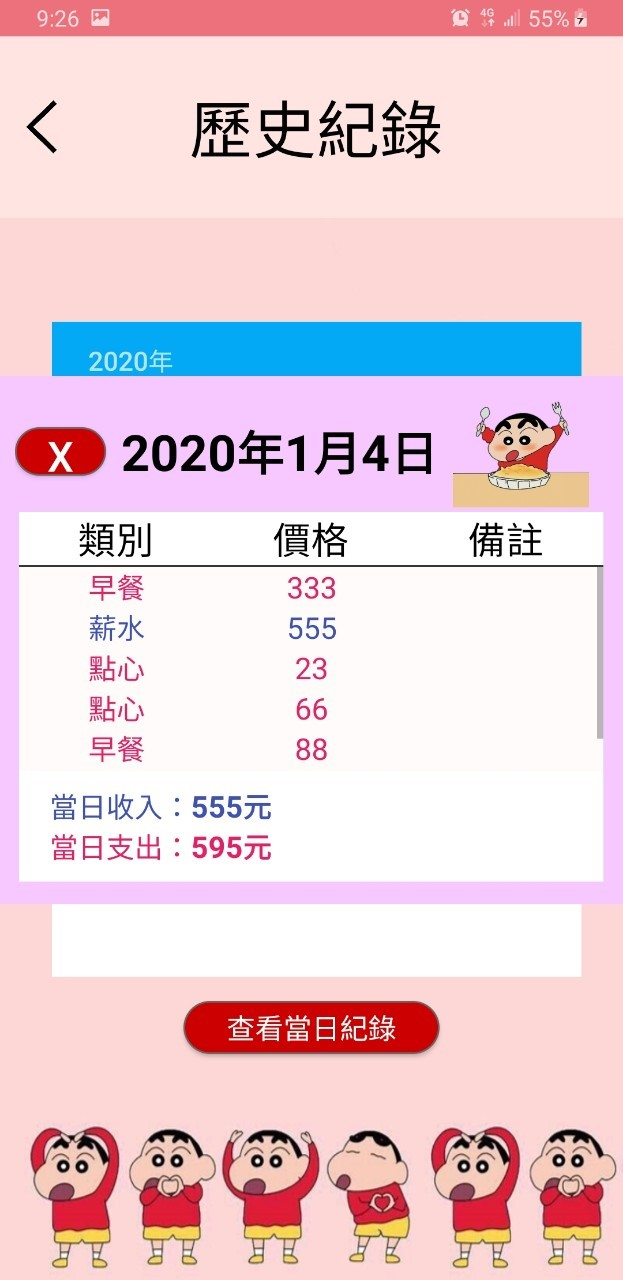 9:26 4G 55%
歷史紀錄
2020年
X 2020年1月4日
類別 價格 備註
早餐 333
薪水 555
點心 23
點心 66
早餐 88
當日收入：555元
當日支出：595元
查看當日紀錄